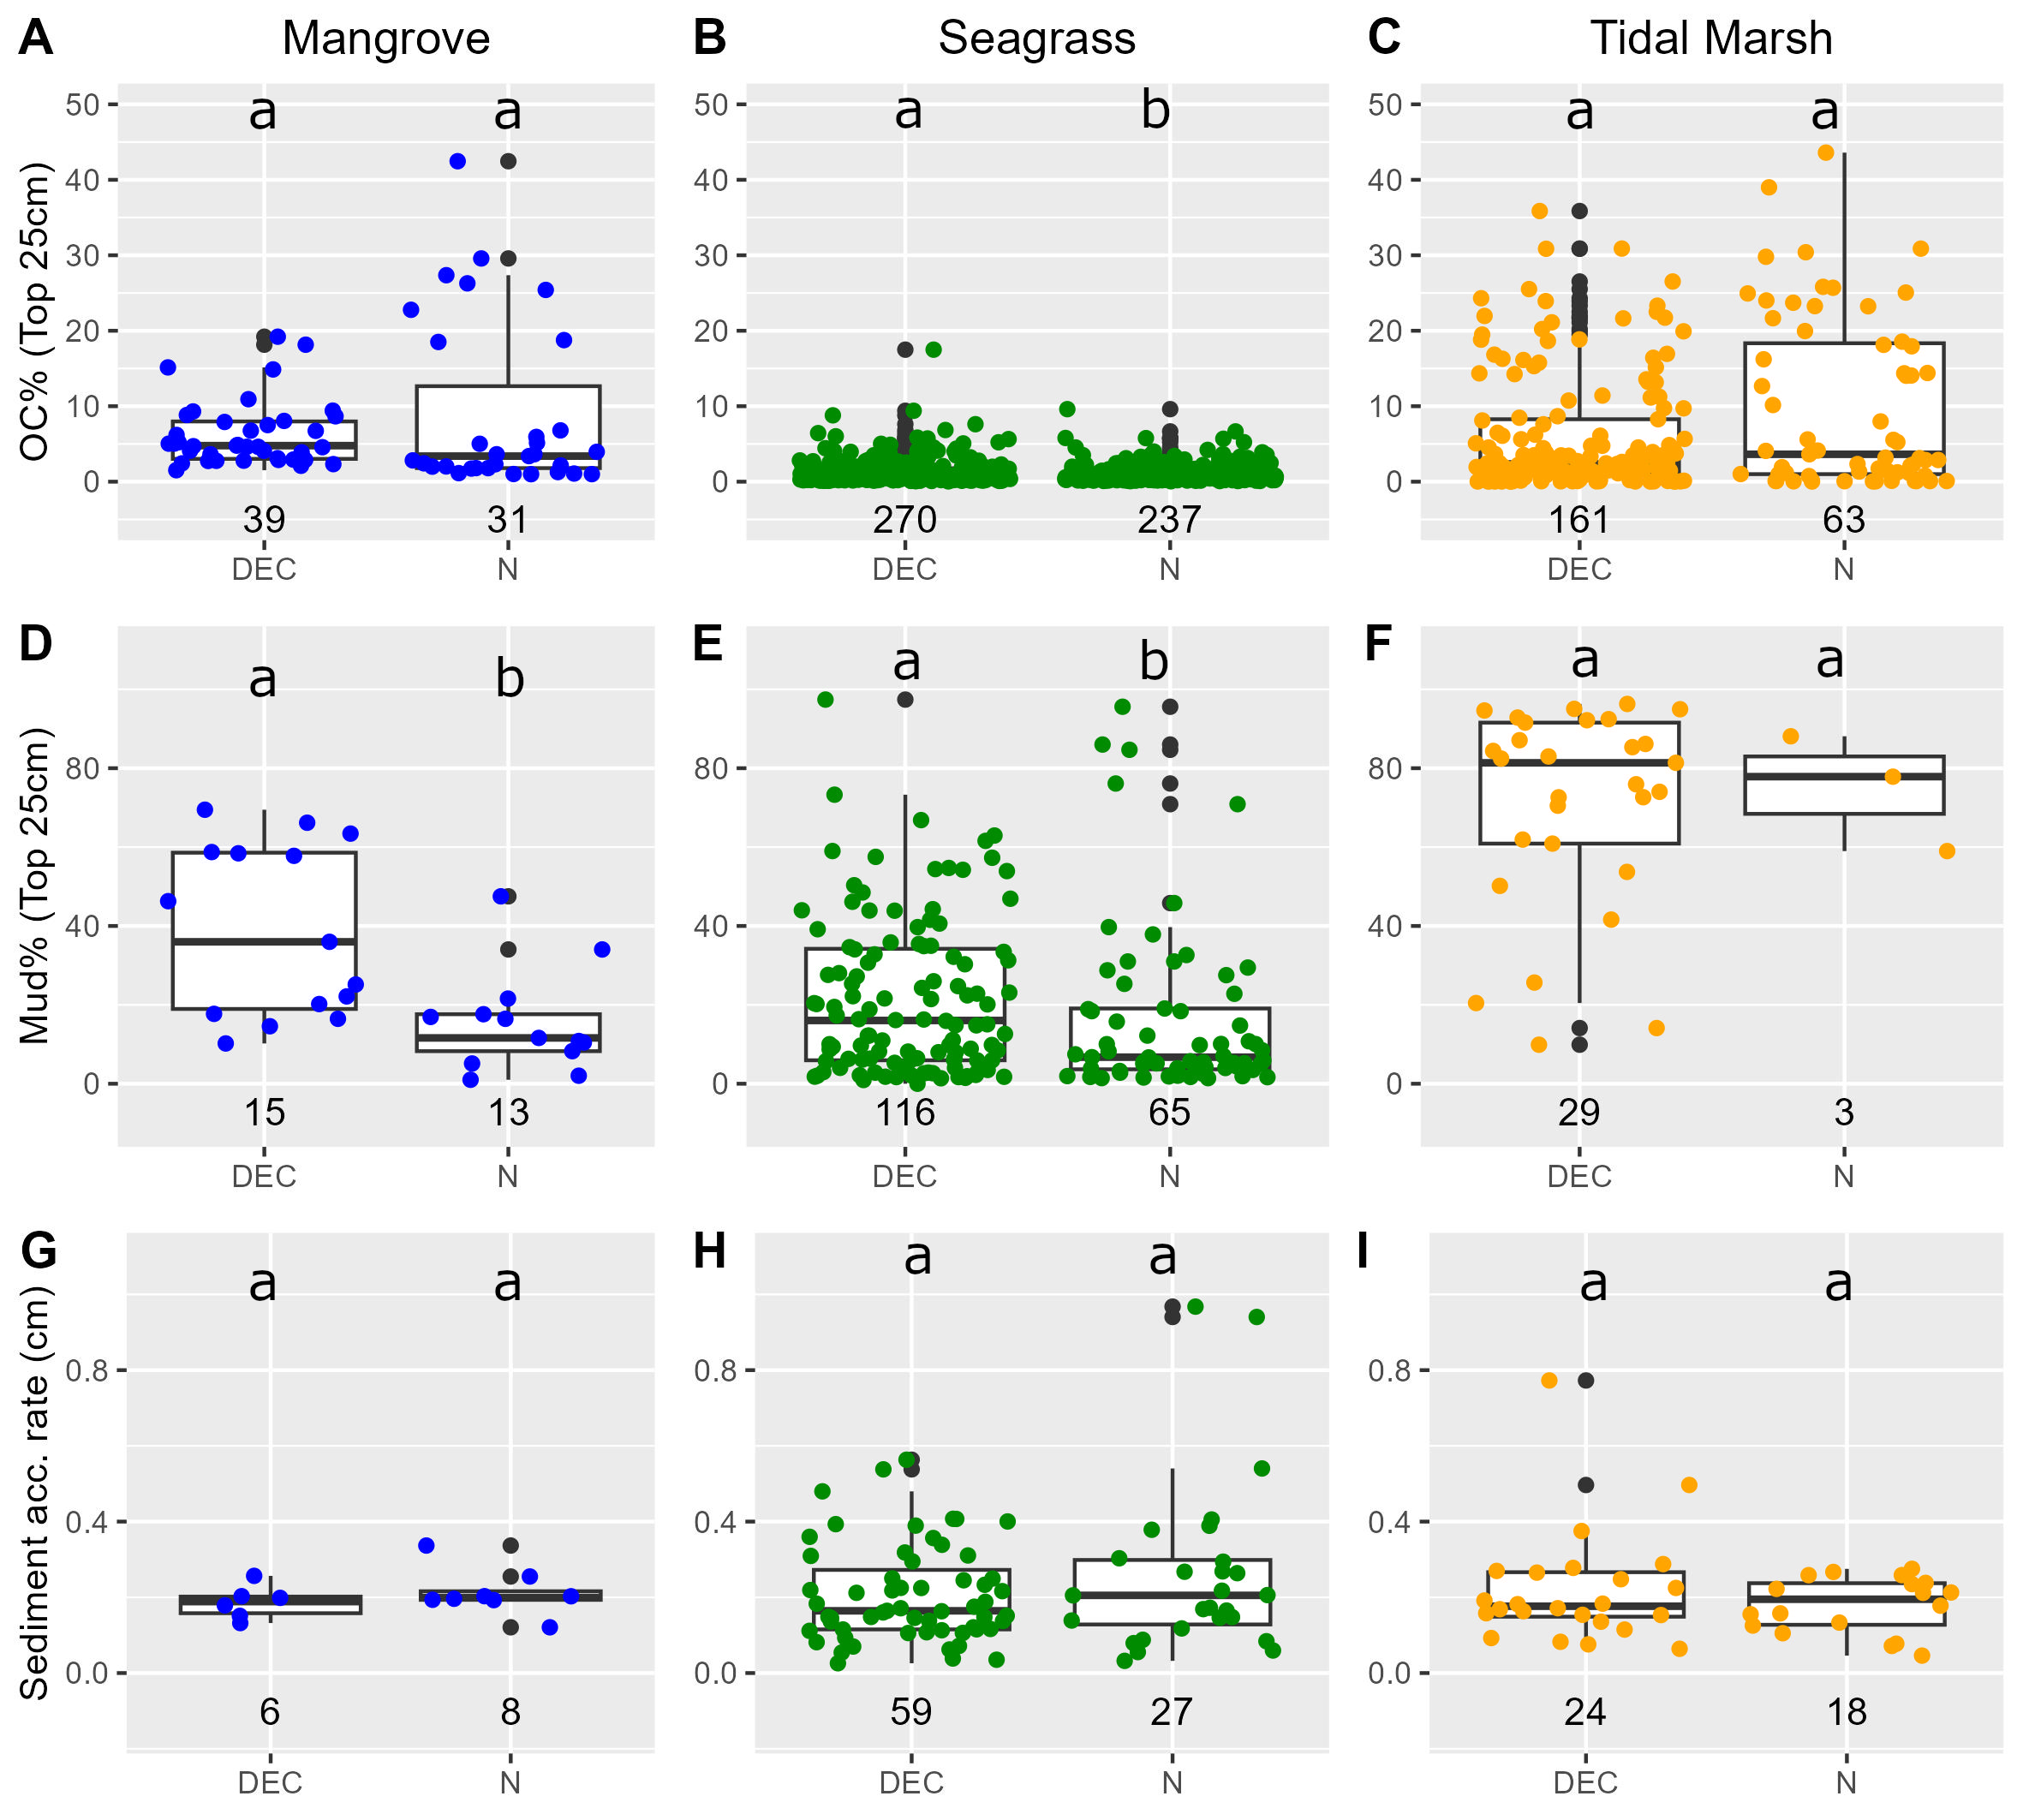 A Mangrove B Seagrass C Tidal Marsh
OC% (Top 25cm)
50 a a 50 a b 50 a a
40 40 40
30 30 30
20 20 20
10 10 10
0 0 0
39 31 270 237 161 63
DEC N DEC N DEC N
D E F
Mud% (Top 25cm)
a b a b a a
80 80 80
40 40 40
0 0 0
15 13 116 65 29 3
DEC N DEC N DEC N
G H I
Sediment acc. rate (cm)
a a a a a a
0.8 0.8 0.8
0.4 0.4 0.4
0.0 0.0 0.0
6 8 59 27 24 18
DEC N DEC N DEC N